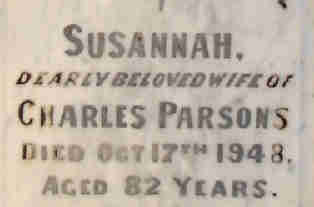 SUSANNAH.
DEARLY BELOVED WIFE OF
CHARLES PARSONS
DIED OCT 17TH 1948.
AGED 82 YEARS.